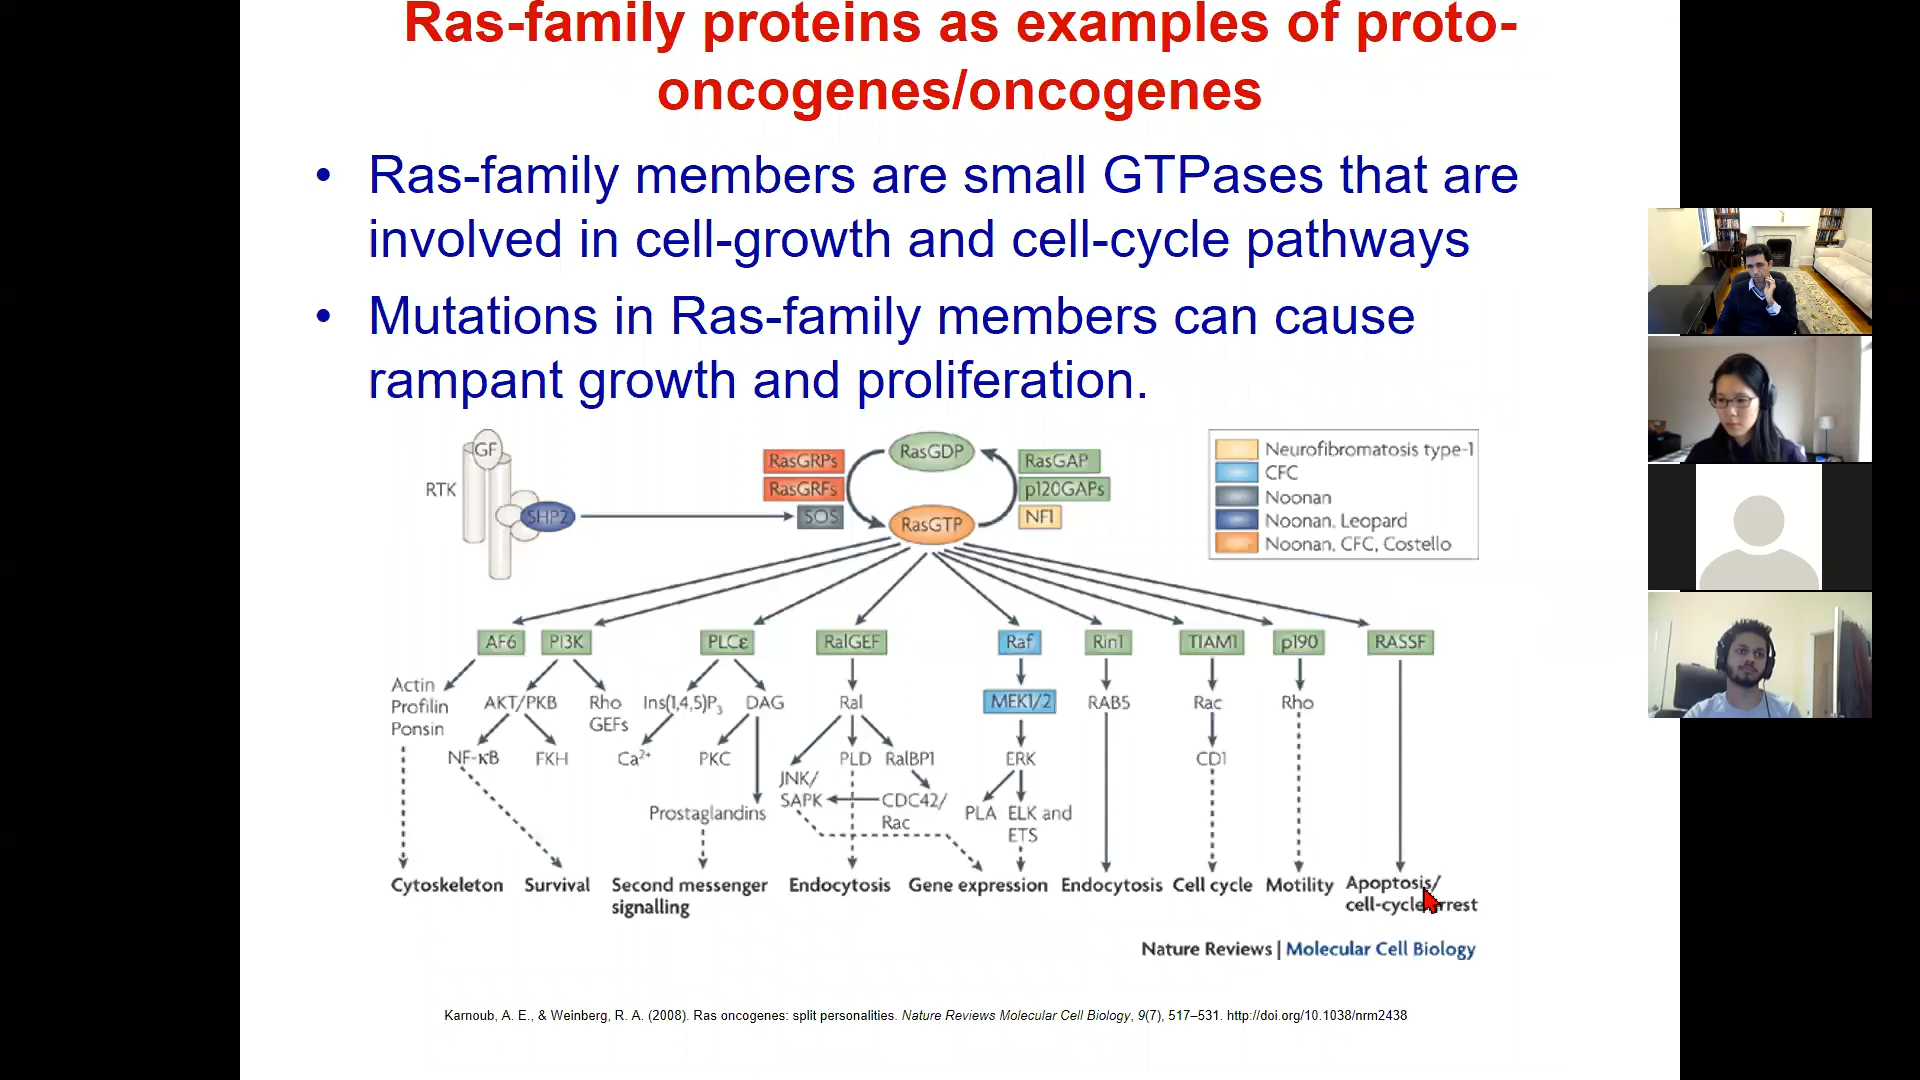 Ras-family proteins as examples of proto-
oncogenes/oncogenes
• Ras-family members are small GTPases that are
involved in cell-growth and cell-cycle pathways
• Mutations in Ras-family members can cause
rampant growth and proliferation.
GF
RTK
SHP2
RasGRPs
RasGRFs
SOS
RasGDP
RasGTP
RasGAP
p120GAPs
NF1
Neurofibromatosis type-1
CFC
Noonan
Noonan, Leopard
Noonan, CFC, Costello
AF6 PI3K PLCε RalGEF Raf Rin1 TIAM1 p190 RASSF
Actin
Profilin
Ponsin
AKT/PKB
Rho
GEFs
Ins(1,4,5)P3 DAG Ral MEK1/2 RAB5 Rac Rho
NF-κB FKH Ca2+ PKC PLD RalBP1 ERK CD1
JNK/
SAPK
CDC42/
Rac
Prostaglandins
PLA ELK and
ETS
Cytoskeleton
Survival
Second messenger
signalling
Endocytosis
Gene expression
Endocytosis
Cell cycle
Motility
Apoptosis/
cell-cycle arrest
Nature Reviews | Molecular Cell Biology
Karnoub, A. E., & Weinberg, R. A. (2008). Ras oncogenes: split personalities. Nature Reviews Molecular Cell Biology, 9(7), 517–531. http://doi.org/10.1038/nrm2438